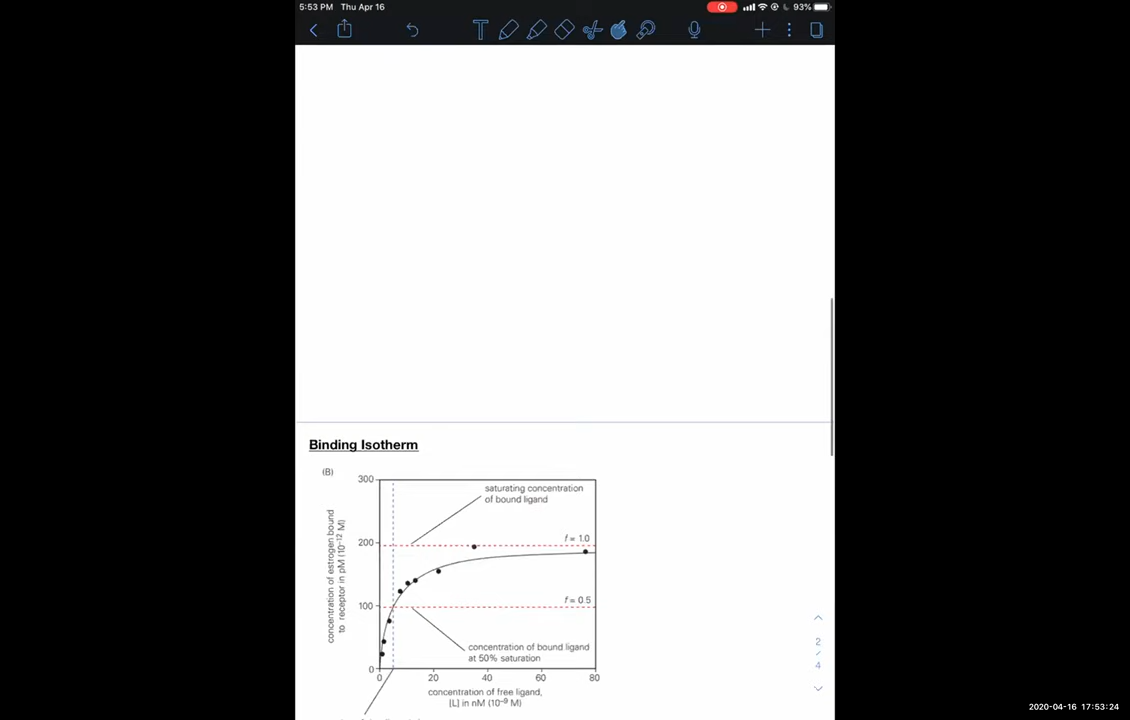 5:53 PM Thu Apr 16
93%
T
Binding Isotherm
(B)
300
saturating concentration
of bound ligand
f = 1.0
200
concentration of estrogen bound
to receptor in pM (10⁻¹² M)
f = 0.5
100
concentration of bound ligand
at 50% saturation
0
0 20 40 60 80
concentration of free ligand,
[L] in nM (10⁻⁹ M)
2
/
4
2020-04-16 17:53:24